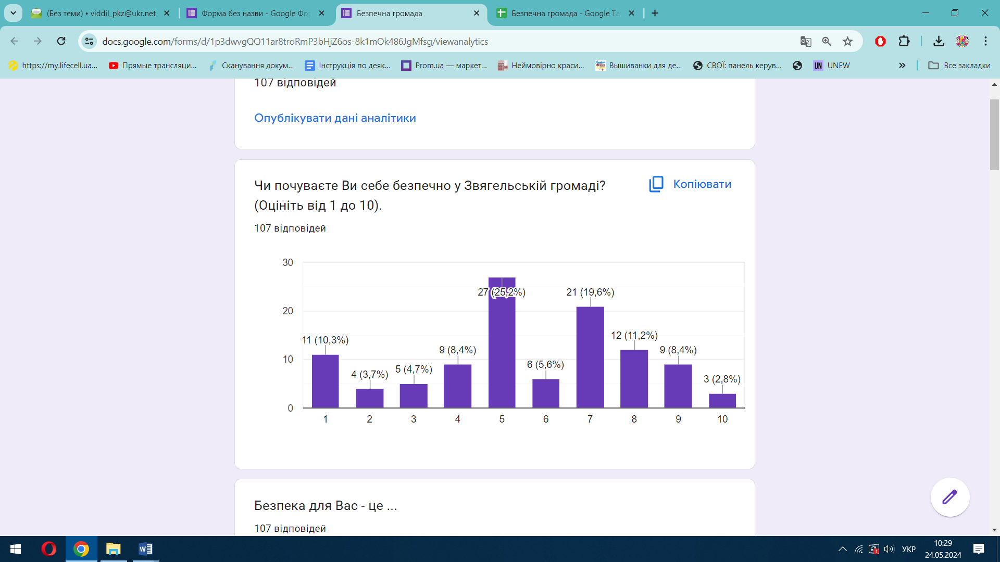 (Без теми) • viddil_pkz@ukr.net
Форма без назви - Google Фо
Безпечна громада
Безпечна громада - Google Та
docs.google.com/forms/d/1p3dwvgQQ11ar8troRmP3bHjZ6os-8k1mOk486JgMfsg/viewanalytics
https://my.lifecell.ua...
Прямые трансляци...
Сканування докум...
Інструкція по деяк...
Prom.ua — маркет...
Неймовірно краси...
Вышиванки для де...
СВОЇ: панель керув...
UN UNEW
Все закладки
107 відповідей
Опублікувати дані аналітики
Чи почуваєте Ви себе безпечно у Звягельській громаді?
(Оцініть від 1 до 10).
Копіювати
107 відповідей
30
20
10
0
11 (10,3%)
4 (3,7%)
5 (4,7%)
9 (8,4%)
27 (25,2%)
6 (5,6%)
21 (19,6%)
12 (11,2%)
9 (8,4%)
3 (2,8%)
1 2 3 4 5 6 7 8 9 10
Безпека для Вас - це ...
107 відповідей
УКР
10:29
24.05.2024